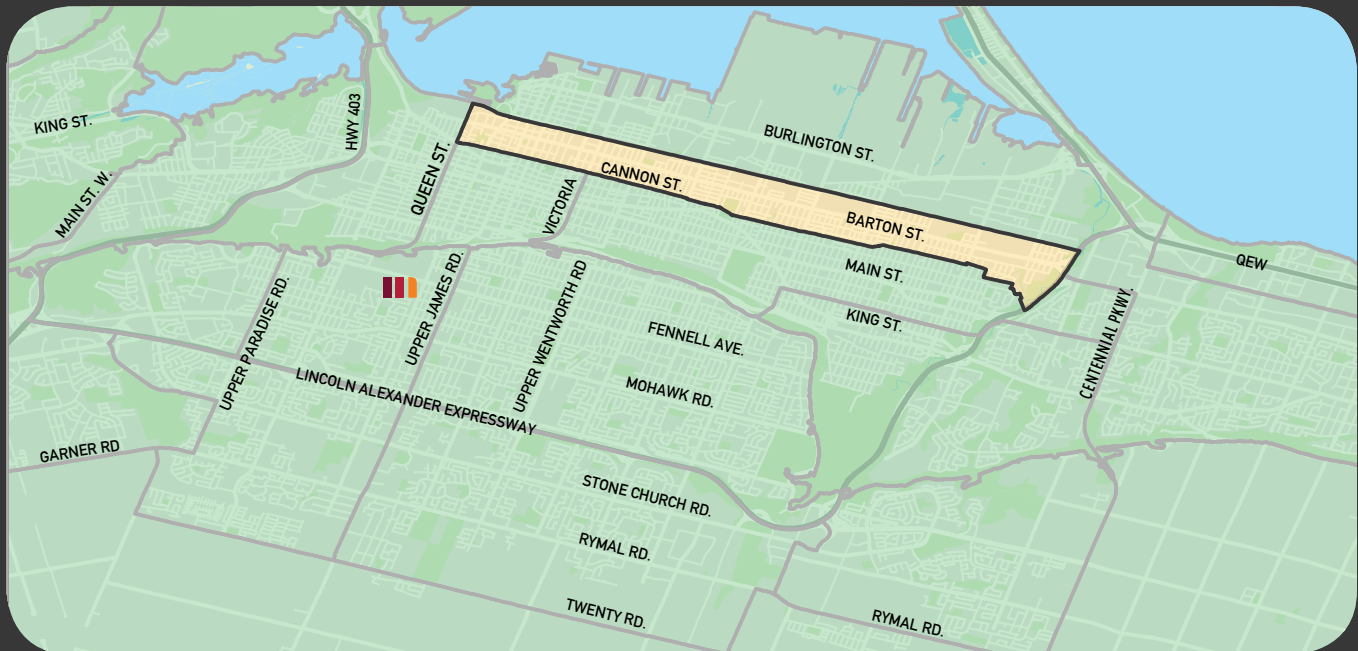 KING ST.
MAIN ST. W.
HWY 403
QUEEN ST.
VICTORIA
CANNON ST.
BURLINGTON ST.
BARTON ST.
MAIN ST.
KING ST.
QEW
CENTENNIAL PKWY.
UPPER PARADISE RD.
UPPER JAMES RD.
UPPER WENTWORTH RD
FENNELL AVE.
MOHAWK RD.
LINCOLN ALEXANDER EXPRESSWAY
GARNER RD
STONE CHURCH RD.
RYMAL RD.
TWENTY RD.
RYMAL RD.